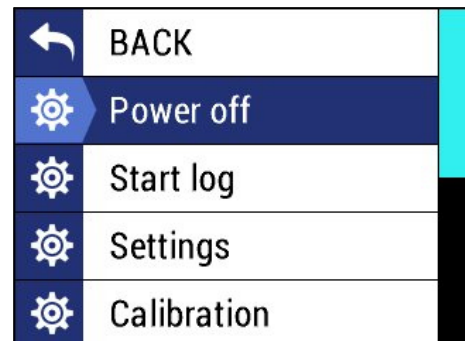 BACK
Power off
Start log
Settings
Calibration